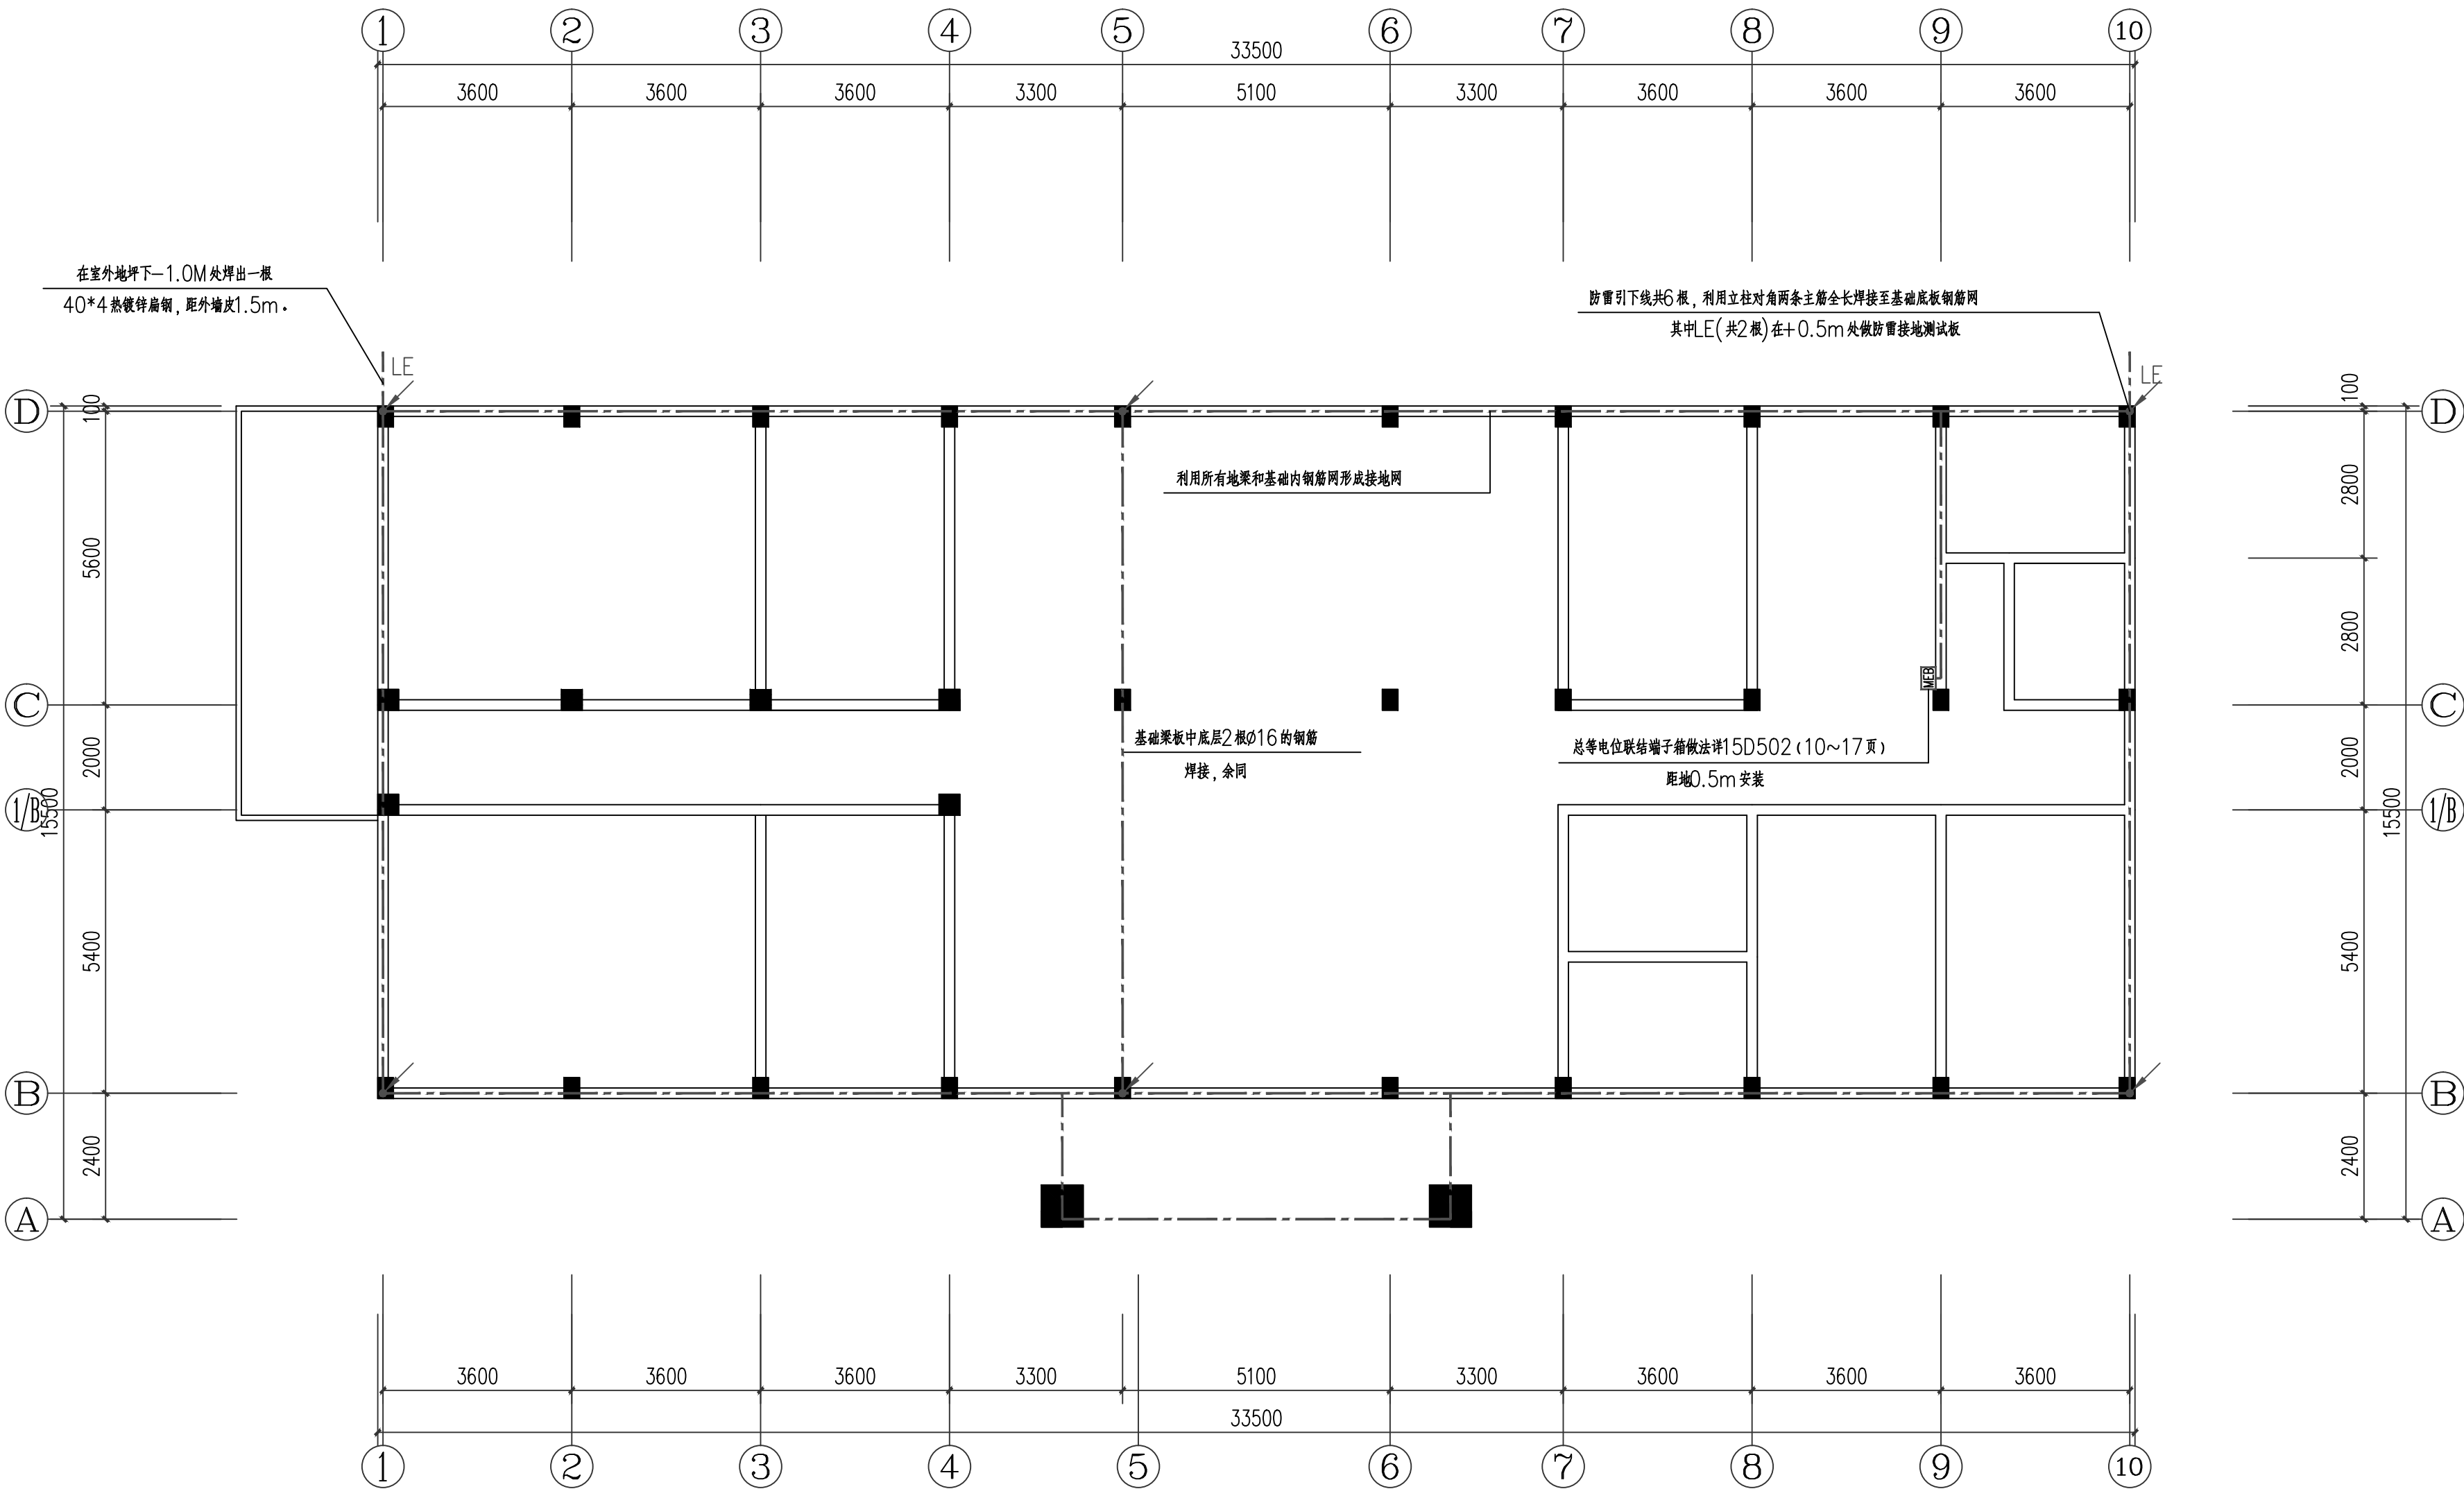 1 2 3 4 5 6 7 8 9 10
33500
3600 3600 3600 3300 5100 3300 3600 3600 3600
在室外地坪下-1.0M处焊出一根
40*4热镀锌扁钢，距外墙皮1.5m。
防雷引下线共6根，利用立柱对角两条主筋全长焊接至基础底板钢筋网
其中LE(共2根)在+0.5m处做防雷接地测试板
LE
LE
D
100
100
D
利用所有地梁和基础内钢筋网形成接地网
5600
2800
2800
MEB
C
C
基础梁板中底层2根Ø16的钢筋
焊接，余同
总等电位联结端子箱做法详15D502(10~17页)
距地0.5m安装
2000
2000
1/B
15500
15500
1/B
5400
5400
B
B
2400
2400
A
A
3600 3600 3600 3300 5100 3300 3600 3600 3600
33500
1 2 3 4 5 6 7 8 9 10